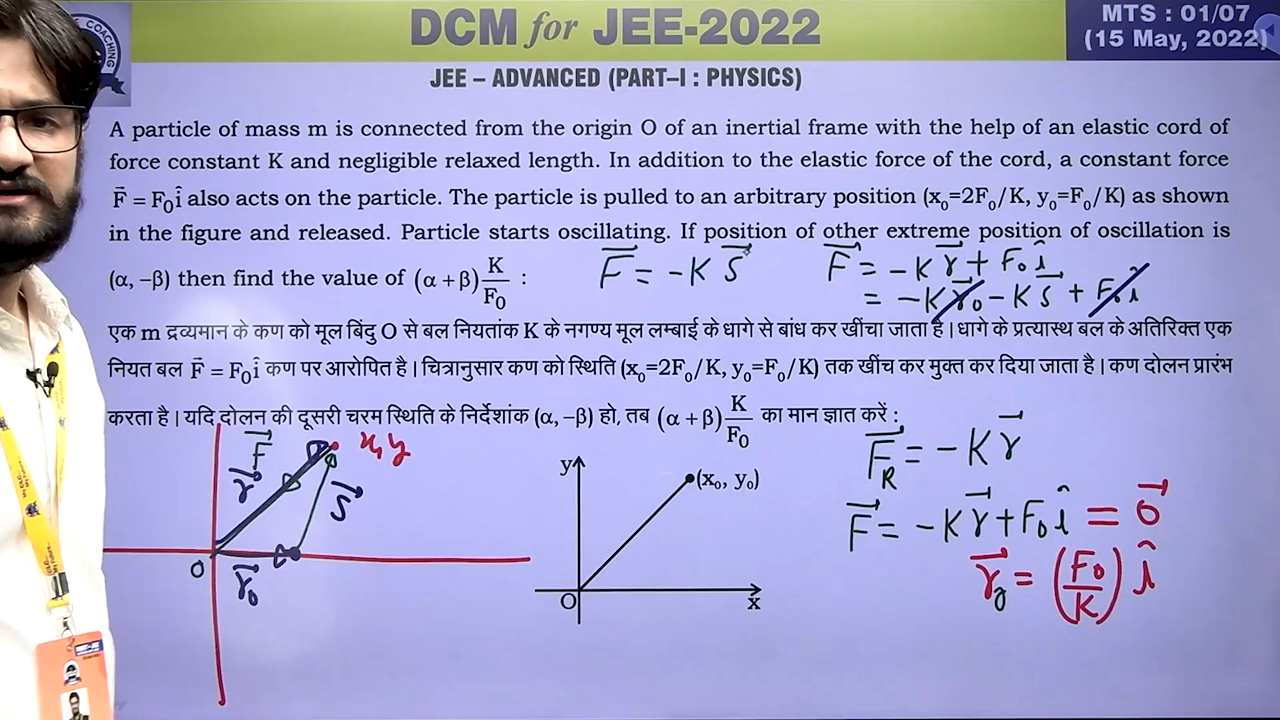 COACHING
DCM for JEE-2022
MTS : 01/07
(15 May, 2022)
JEE – ADVANCED (PART–I : PHYSICS)
A particle of mass m is connected from the origin O of an inertial frame with the help of an elastic cord of
force constant K and negligible relaxed length. In addition to the elastic force of the cord, a constant force
F⃗ = F₀î also acts on the particle. The particle is pulled to an arbitrary position (x₀=2F₀/K, y₀=F₀/K) as shown
in the figure and released. Particle starts oscillating. If position of other extreme position of oscillation is
(α, –β) then find the value of (α + β) K/F₀ :
F⃗ = -K S⃗
F⃗ = -K r⃗ + F₀ î
= -K r⃗₀ - K S⃗ + F₀ î
एक m द्रव्यमान के कण को मूल बिंदु O से बल नियतांक K के नगण्य मूल लम्बाई के धागे से बांध कर खींचा जाता है। धागे के प्रत्यास्थ बल के अतिरिक्त एक
नियत बल F⃗ = F₀î कण पर आरोपित है। चित्रानुसार कण को स्थिति (x₀=2F₀/K, y₀=F₀/K) तक खींच कर मुक्त कर दिया जाता है। कण दोलन प्रारंभ
करता है। यदि दोलन की दूसरी चरम स्थिति के निर्देशांक (α, –β) हो, तब (α + β) K/F₀ का मान ज्ञात करें :
F⃗ x, y
r⃗ S⃗
O r⃗₀
y
(x₀, y₀)
O x
F⃗_R = -K r⃗
F⃗ = -K r⃗ + F₀ î = 0⃗
= (F₀/K) î